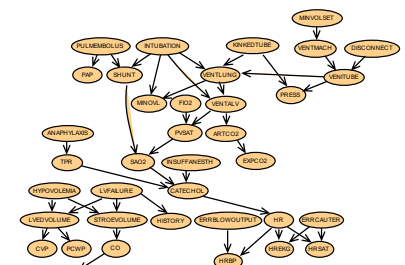 MINVOLSET
PULMEMBOLUS INTUBATION KINKEDTUBE VENTMACH DISCONNECT
PAP SHUNT VENTLUNG VENITUBE
MINOVL FIO2 VENTALV PRESS
ANAPHYLAXIS PVSAT ARTCO2
TPR SAO2 INSUFFANESTH EXPCO2
HYPOVOLEMIA LVFAILURE CATECHOL
LVEDVOLUME STROEVOLUME HISTORY ERRBLOWOUTPUT HR ERRCAUTER
CVP PCWP CO HREKG HRSAT
HRBP